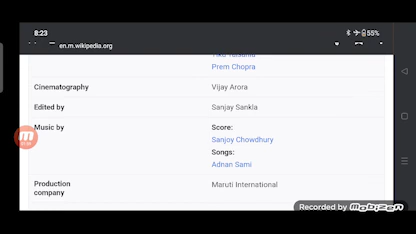 8:23
55%
en.m.wikipedia.org
Prem Chopra
Cinematography
Vijay Arora
Edited by
Sanjay Sankla
Music by
Score:
Sanjoy Chowdhury
Songs:
Adnan Sami
Production
company
Maruti International
Recorded by Mobizen